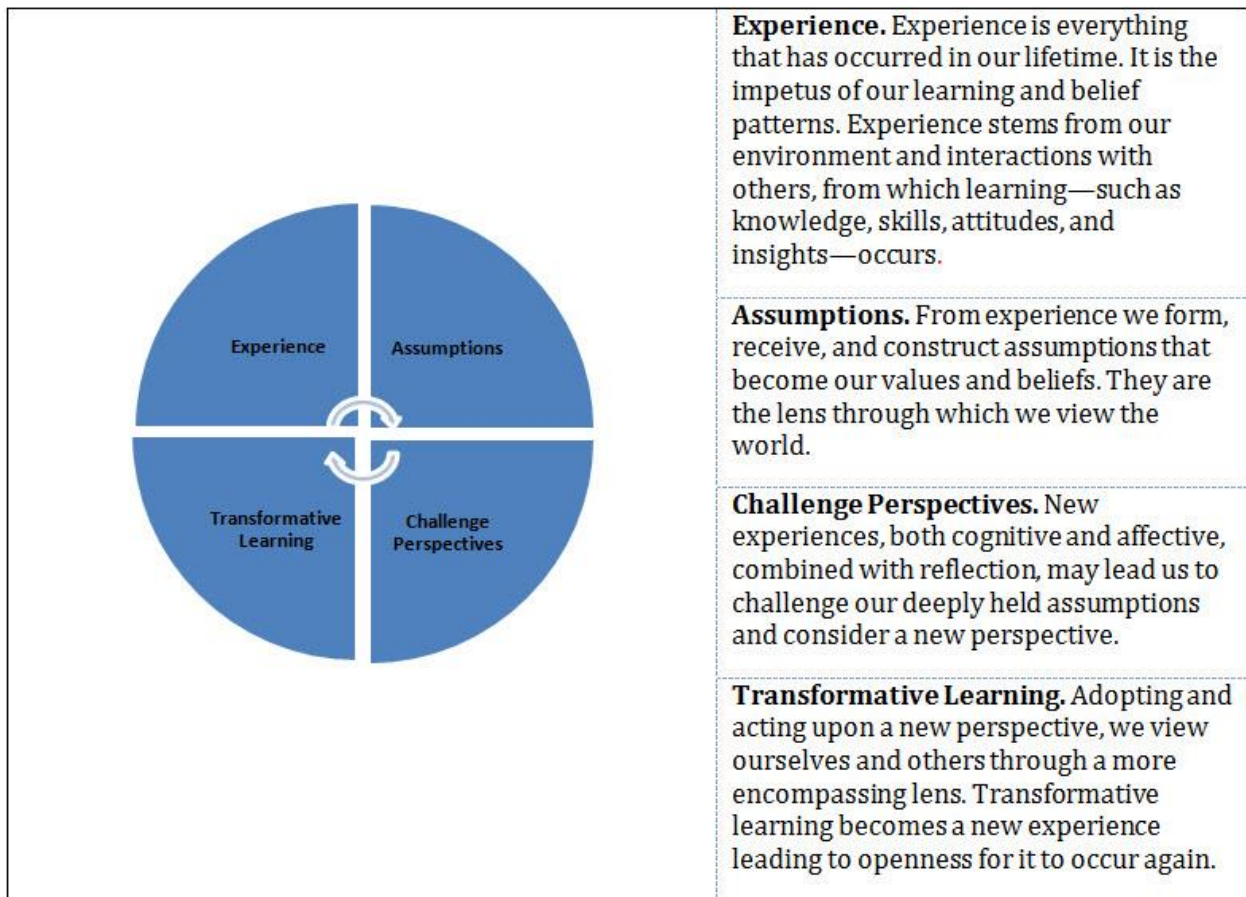 Experience
Assumptions
Transformative
Learning
Challenge
Perspectives
Experience. Experience is everything
that has occurred in our lifetime. It is the
impetus of our learning and belief
patterns. Experience stems from our
environment and interactions with
others, from which learning—such as
knowledge, skills, attitudes, and
insights—occurs.
Assumptions. From experience we form,
receive, and construct assumptions that
become our values and beliefs. They are
the lens through which we view the
world.
Challenge Perspectives. New
experiences, both cognitive and affective,
combined with reflection, may lead us to
challenge our deeply held assumptions
and consider a new perspective.
Transformative Learning. Adopting and
acting upon a new perspective, we view
ourselves and others through a more
encompassing lens. Transformative
learning becomes a new experience
leading to openness for it to occur again.